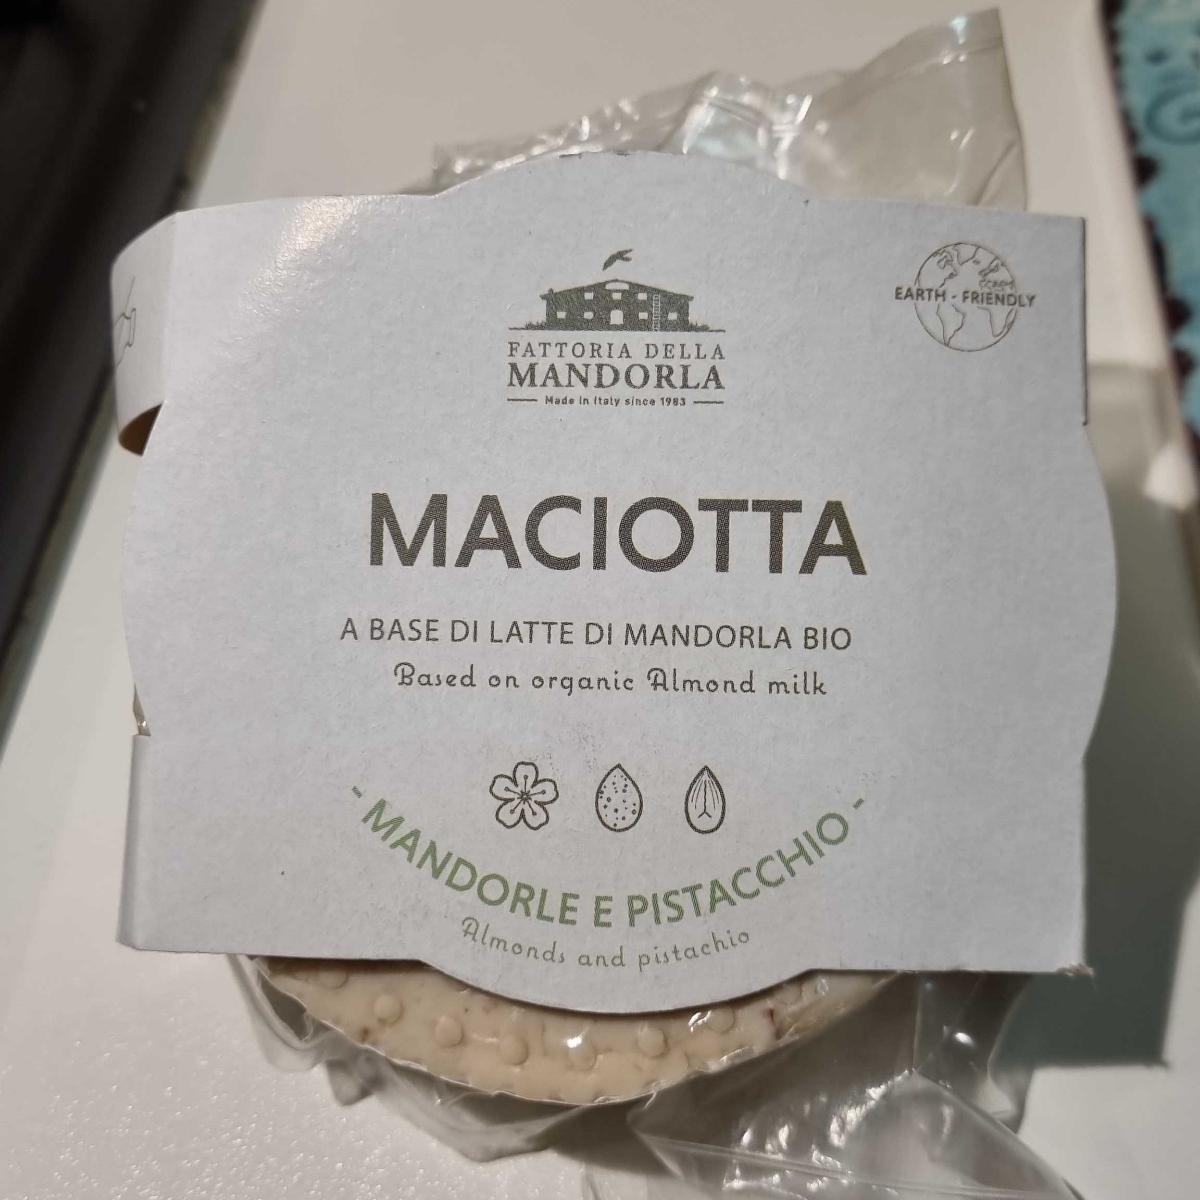 EARTH - FRIENDLY
FATTORIA DELLA
MANDORLA
Made in Italy since 1983
MACIOTTA
A BASE DI LATTE DI MANDORLA BIO
Based on organic Almond milk
- MANDORLE E PISTACCHIO -
Almonds and pistachio